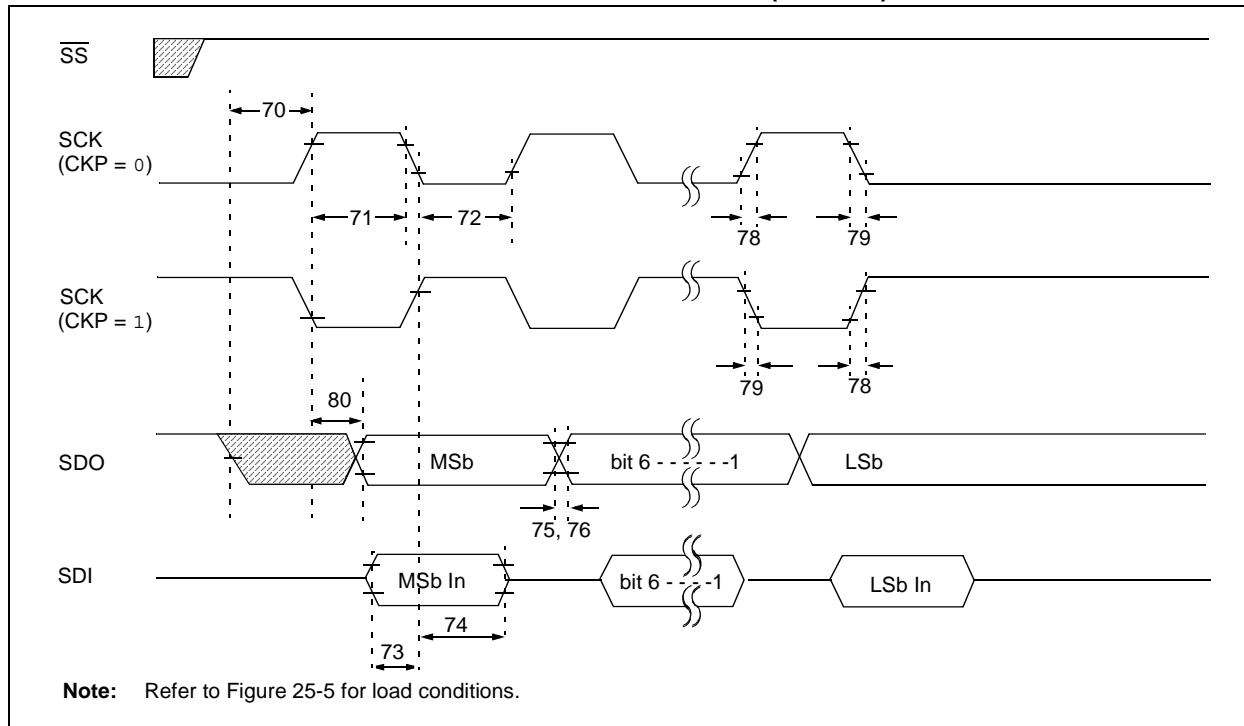 SS
70
SCK
(CKP = 0)
71
72
78
79
SCK
(CKP = 1)
79
78
80
SDO
MSb
bit 6 - - - - - -1
LSb
75, 76
SDI
MSb In
bit 6 - - - -1
LSb In
74
73
Note: Refer to Figure 25-5 for load conditions.